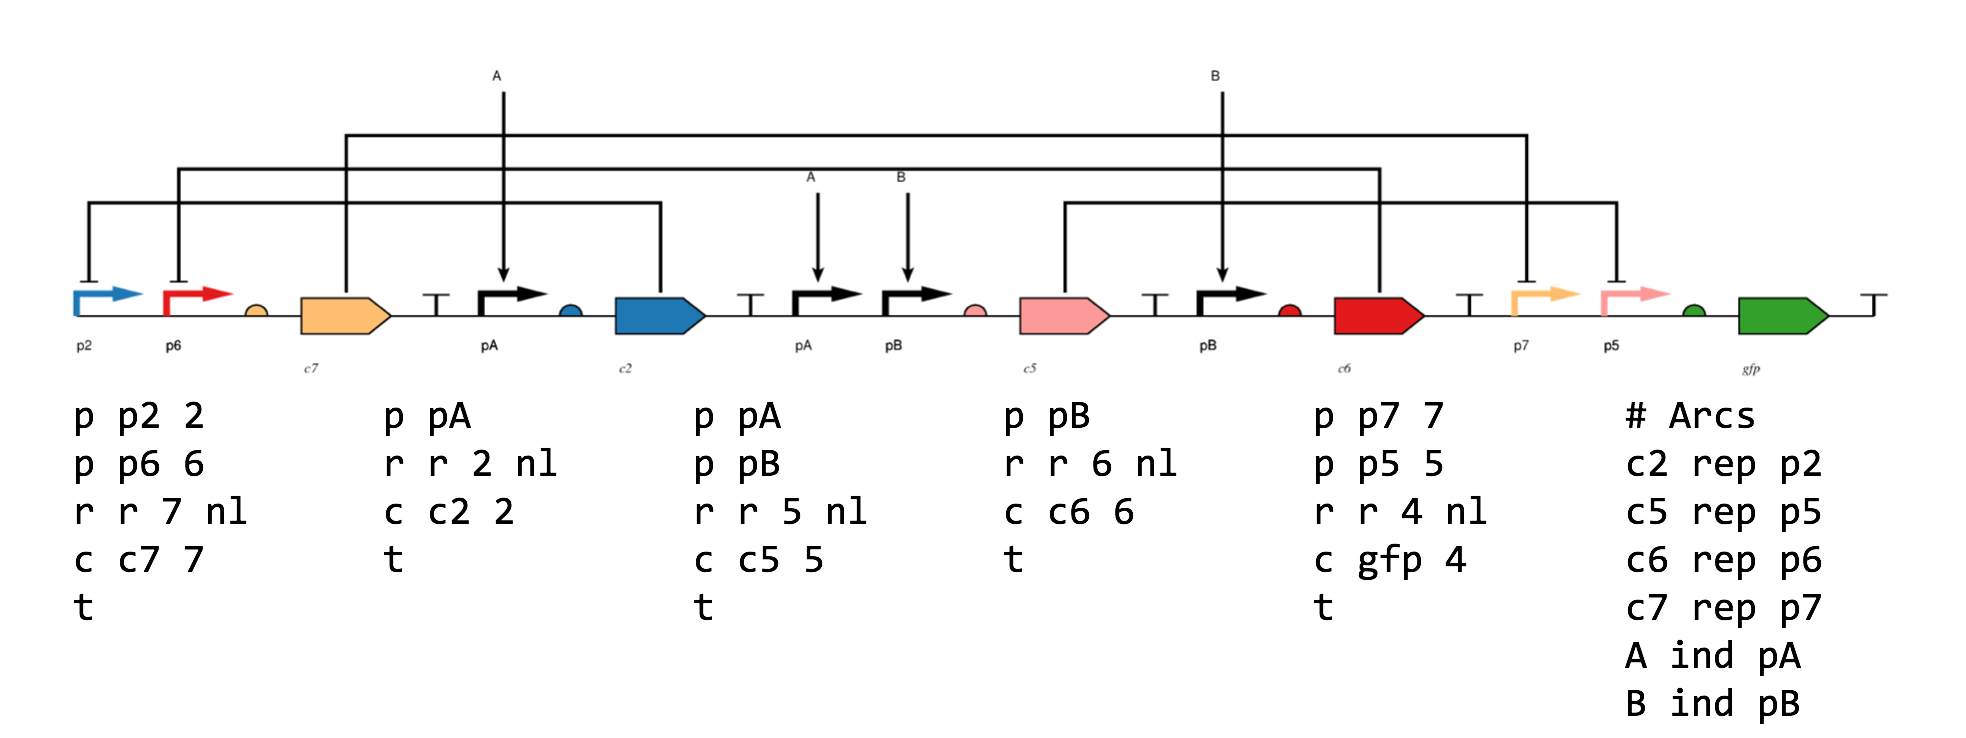 A
B
A
B
p2
p6
pA
pA
pB
pB
p7
p5
c7
c2
c5
c6
gfp
p p2 2
p p6 6
r r 7 nl
c c7 7
t
p pA
r r 2 nl
c c2 2
t
p pA
p pB
r r 5 nl
c c5 5
t
p pB
r r 6 nl
c c6 6
t
p p7 7
p p5 5
r r 4 nl
c gfp 4
t
# Arcs
c2 rep p2
c5 rep p5
c6 rep p6
c7 rep p7
A ind pA
B ind pB